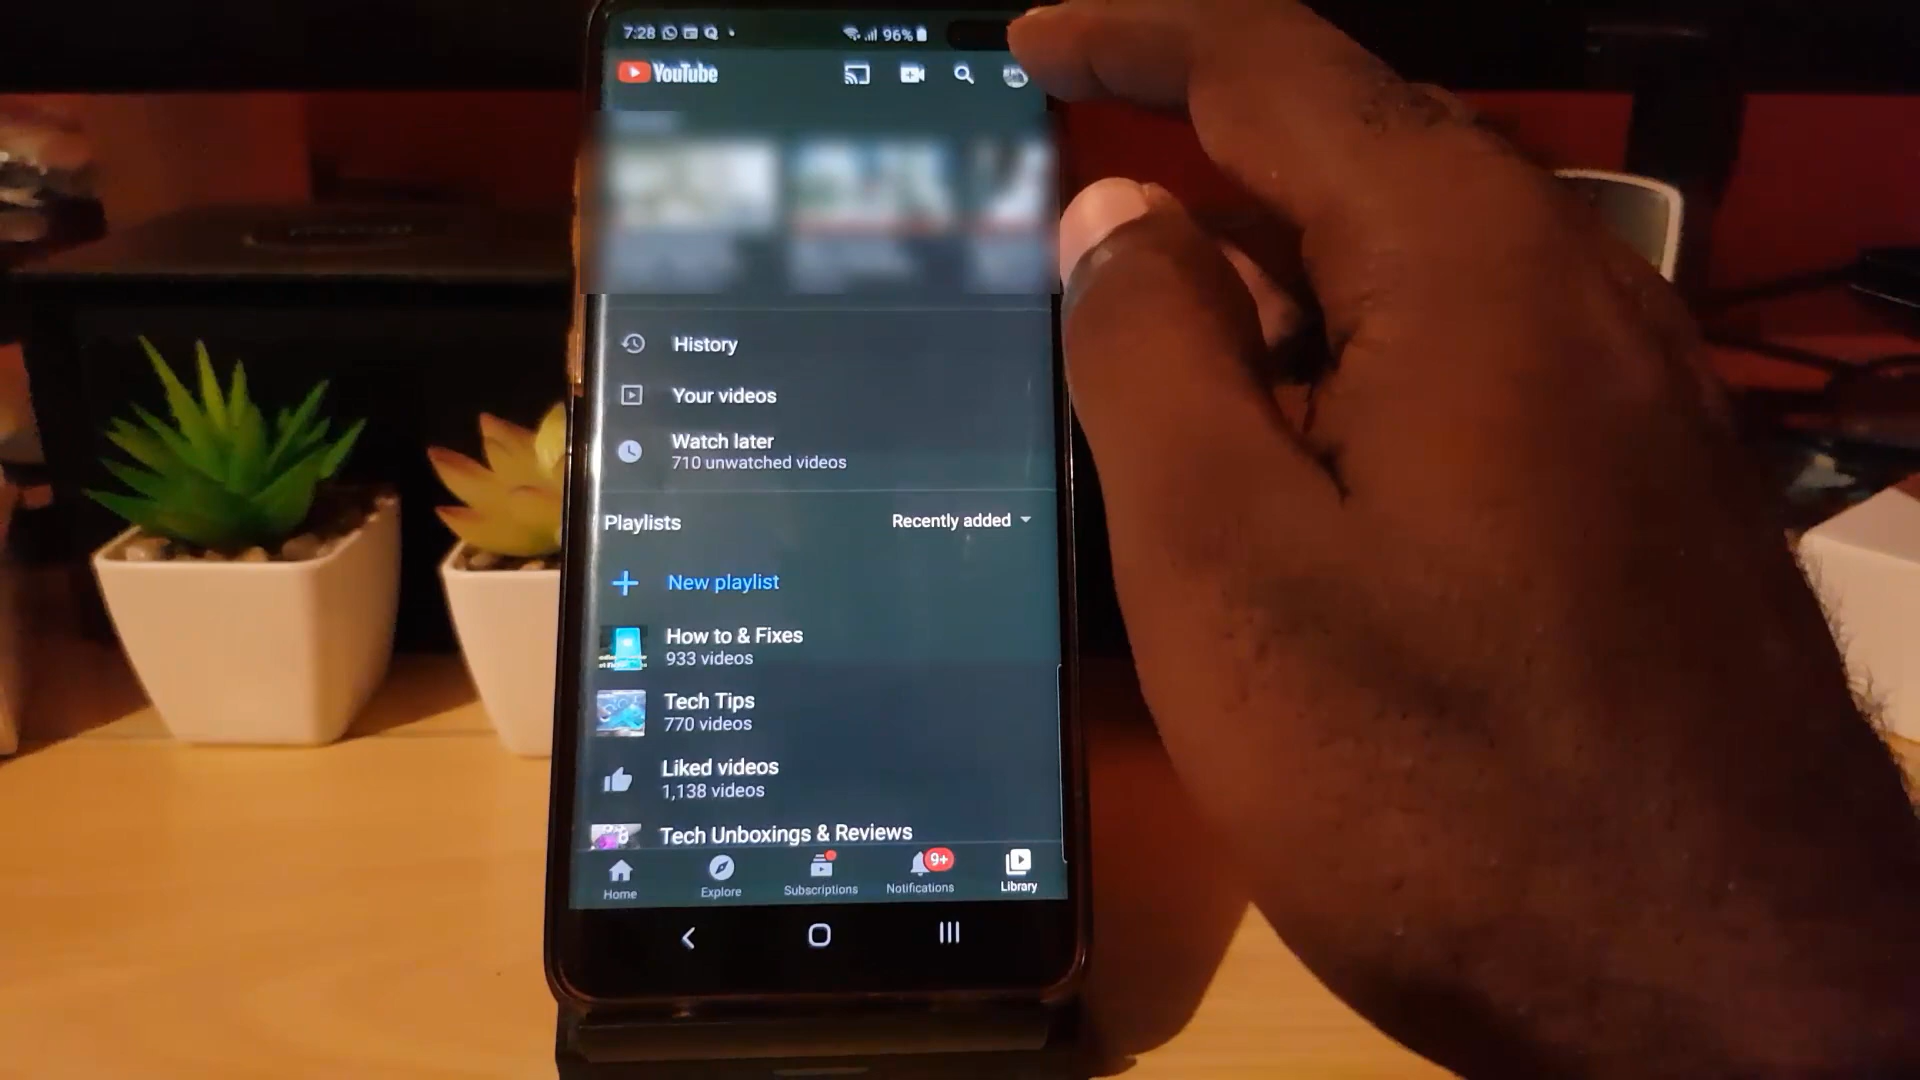 7:28 96%
YouTube
History
Your videos
Watch later
710 unwatched videos
Playlists
Recently added
New playlist
How to & Fixes
933 videos
Tech Tips
770 videos
Liked videos
1,138 videos
Tech Unboxings & Reviews
9+
Home
Explore
Subscriptions
Notifications
Library